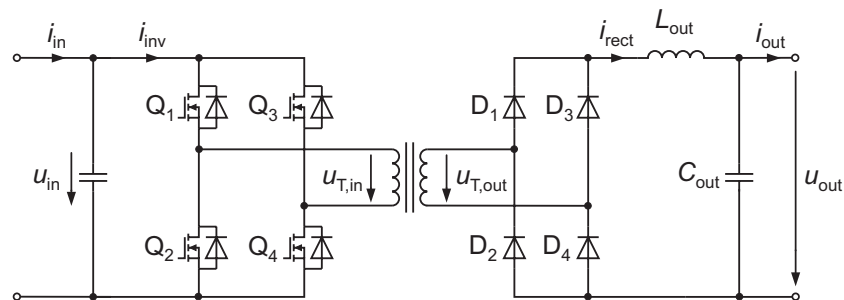 i_in
i_inv
i_rect
L_out
i_out
Q_1
Q_3
D_1
D_3
u_in
u_T,in
u_T,out
C_out
u_out
Q_2
Q_4
D_2
D_4